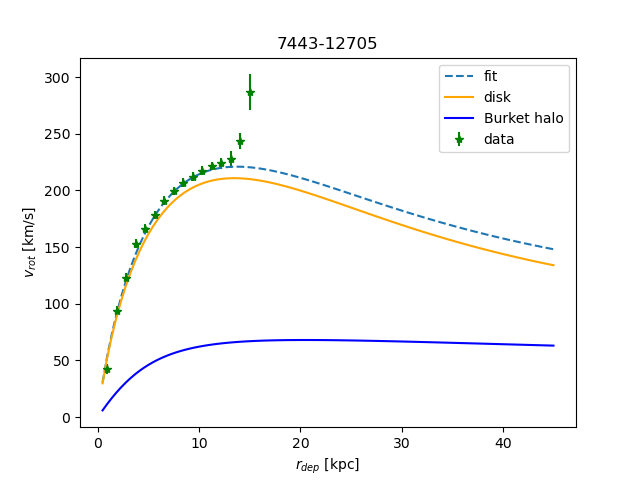 7443-12705
300
250
200
150
100
50
0
v_rot [km/s]
fit
disk
Burket halo
data
0 10 20 30 40
r_dep [kpc]